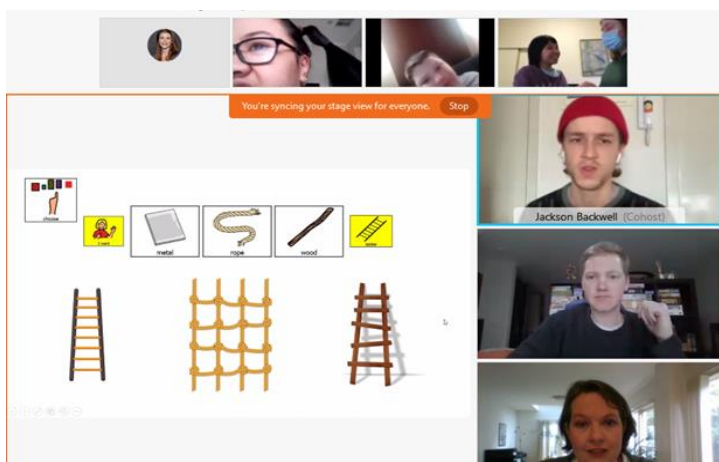 You're syncing your stage view for everyone. Stop
choose
I want
metal
rope
wood
Jackson Backwell (Cohost)